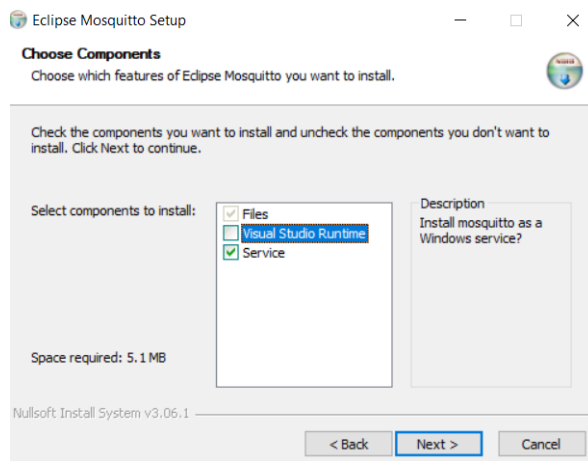 Eclipse Mosquitto Setup
Choose Components
Choose which features of Eclipse Mosquitto you want to install.
Check the components you want to install and uncheck the components you don't want to
install. Click Next to continue.
Select components to install:
Files
Visual Studio Runtime
Service
Description
Install mosquitto as a
Windows service?
Space required: 5.1 MB
Nullsoft Install System v3.06.1
< Back
Next >
Cancel